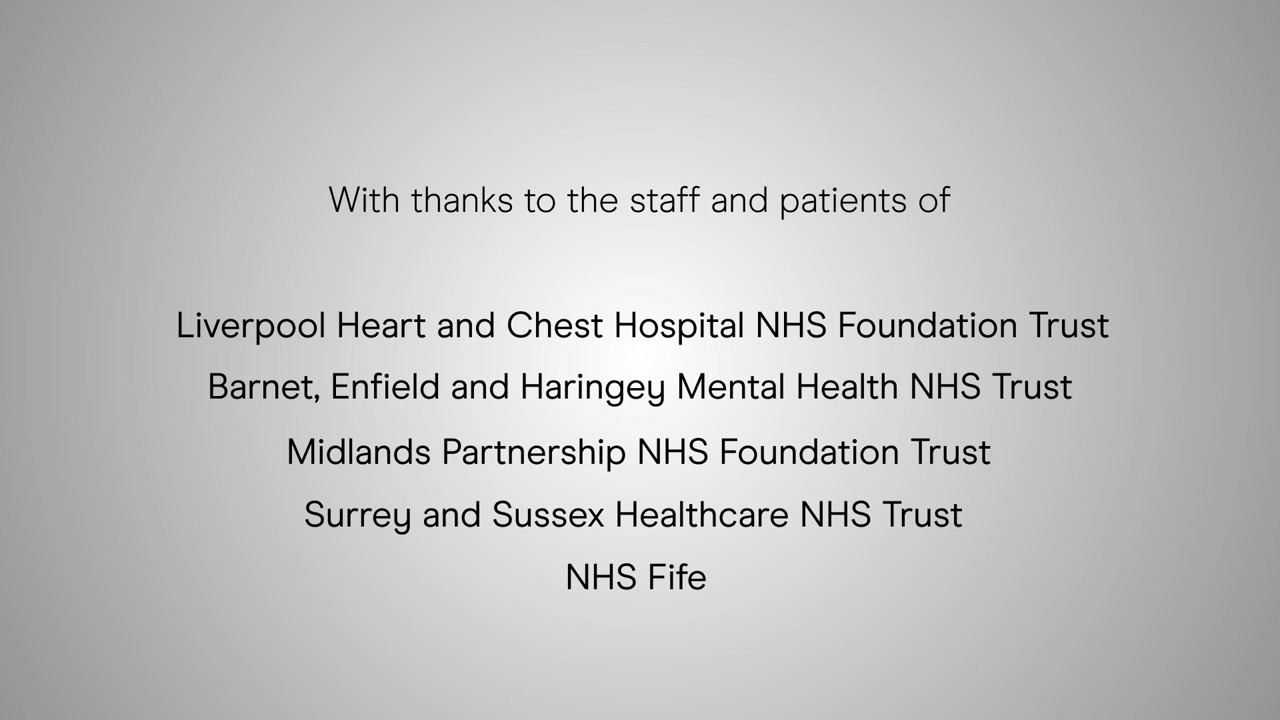 With thanks to the staff and patients of
Liverpool Heart and Chest Hospital NHS Foundation Trust
Barnet, Enfield and Haringey Mental Health NHS Trust
Midlands Partnership NHS Foundation Trust
Surrey and Sussex Healthcare NHS Trust
NHS Fife